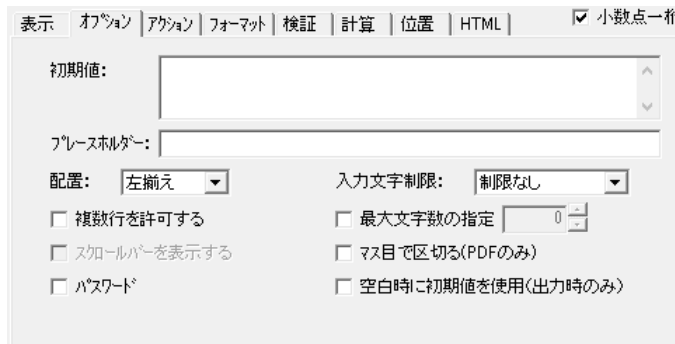 表示 オプション アクション フォーマット 検証 計算 位置 HTML 小数点一桁
初期値:
プレースホルダー:
配置: 左揃え 入力文字制限: 制限なし
複数行を許可する 最大文字数の指定 0
スクロールバーを表示する マス目で区切る(PDFのみ)
パスワード 空白時に初期値を使用(出力時のみ)